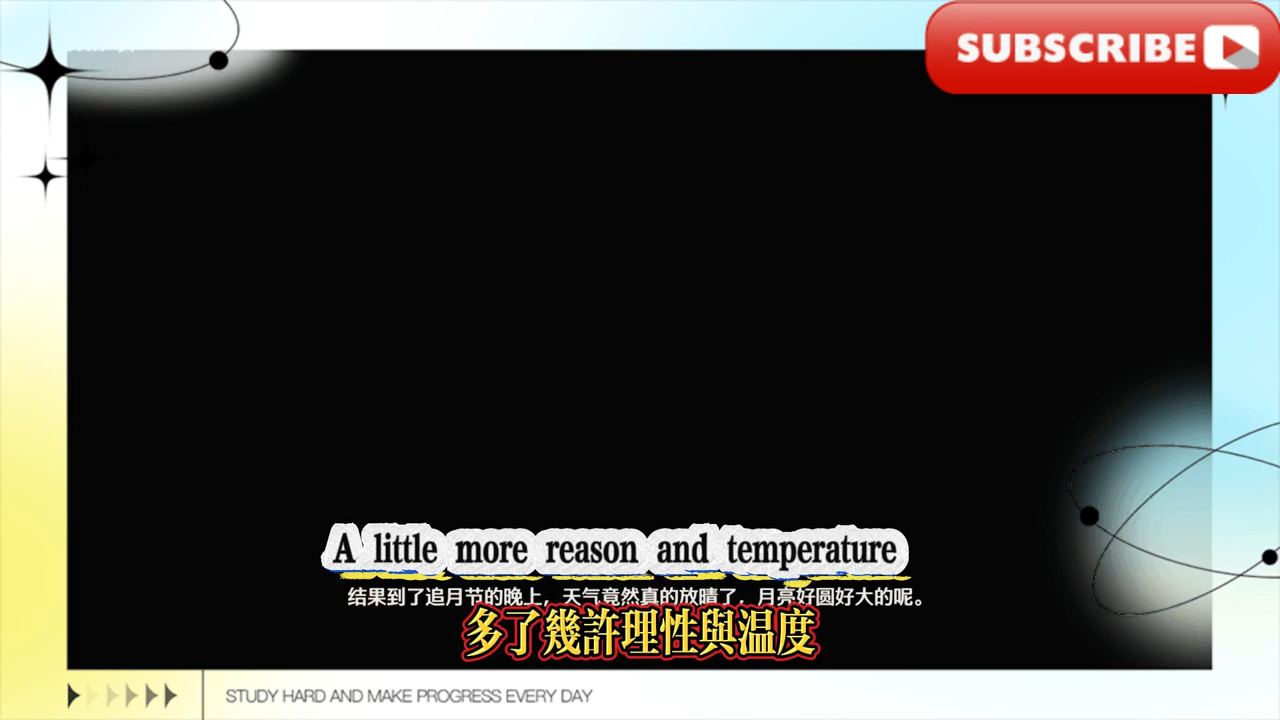 SUBSCRIBE
A little more reason and temperature
结果到了追月节的晚上，天气竟然真的放晴了，月亮好圆好大的呢。
多了幾許理性與温度
STUDY HARD AND MAKE PROGRESS EVERY DAY